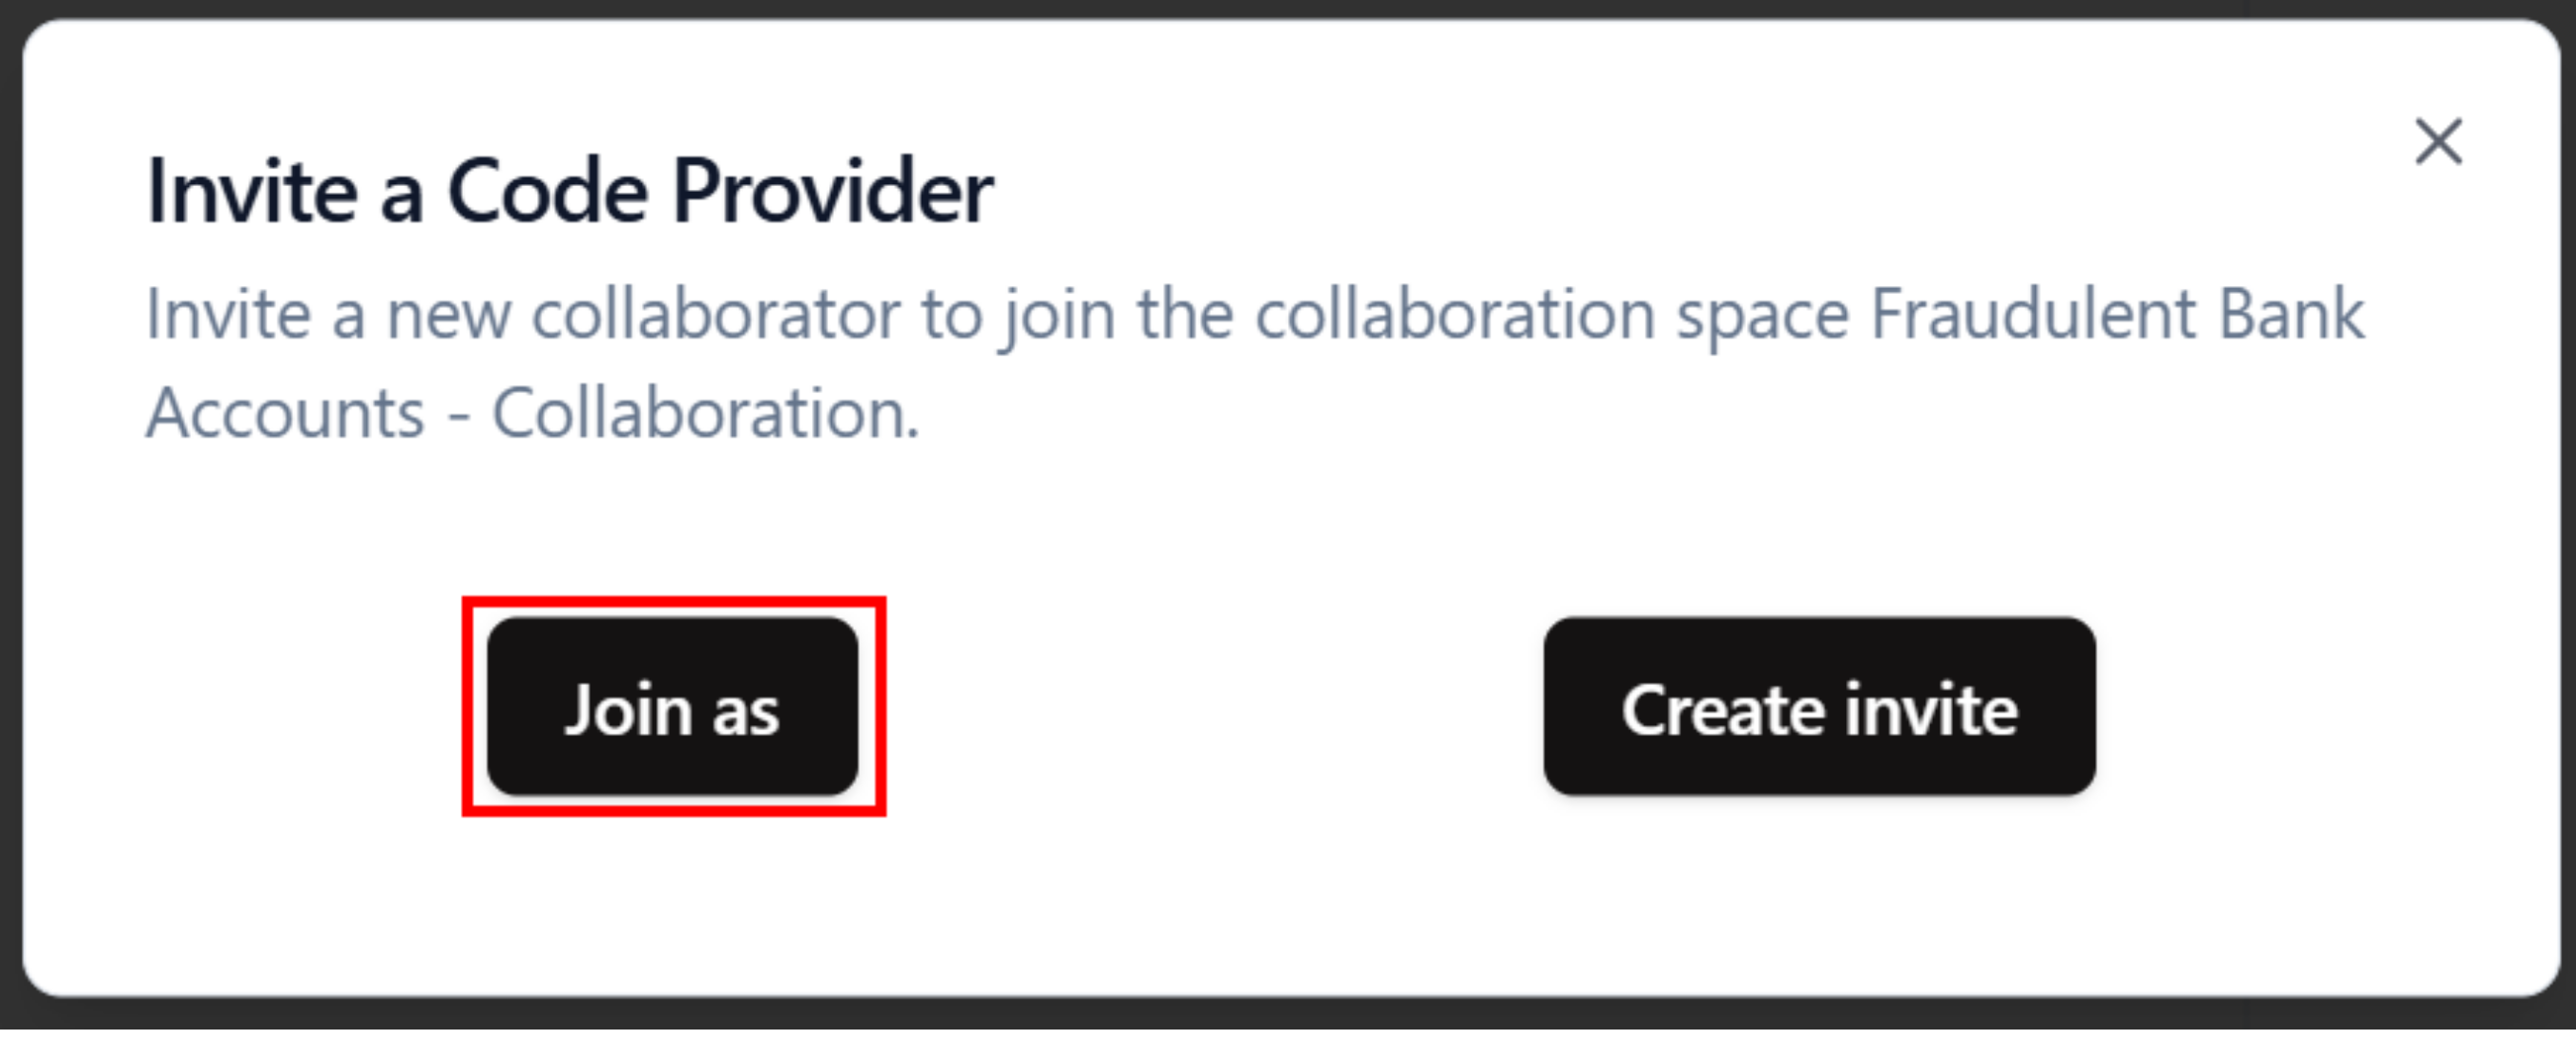 Invite a Code Provider
Invite a new collaborator to join the collaboration space Fraudulent Bank
Accounts - Collaboration.
Join as
Create invite